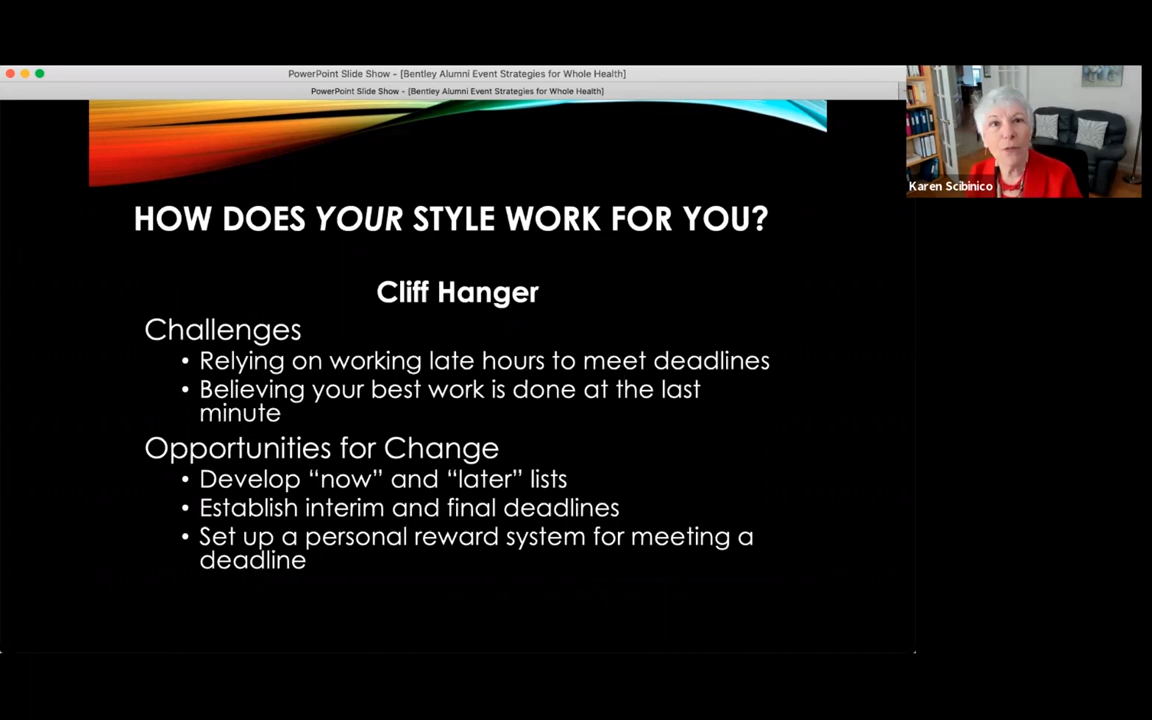 PowerPoint Slide Show - [Bentley Alumni Event Strategies for Whole Health]
PowerPoint Slide Show - [Bentley Alumni Event Strategies for Whole Health]
Karen Scibinico
HOW DOES YOUR STYLE WORK FOR YOU?
Cliff Hanger
Challenges
• Relying on working late hours to meet deadlines
• Believing your best work is done at the last
minute
Opportunities for Change
• Develop “now” and “later” lists
• Establish interim and final deadlines
• Set up a personal reward system for meeting a
deadline